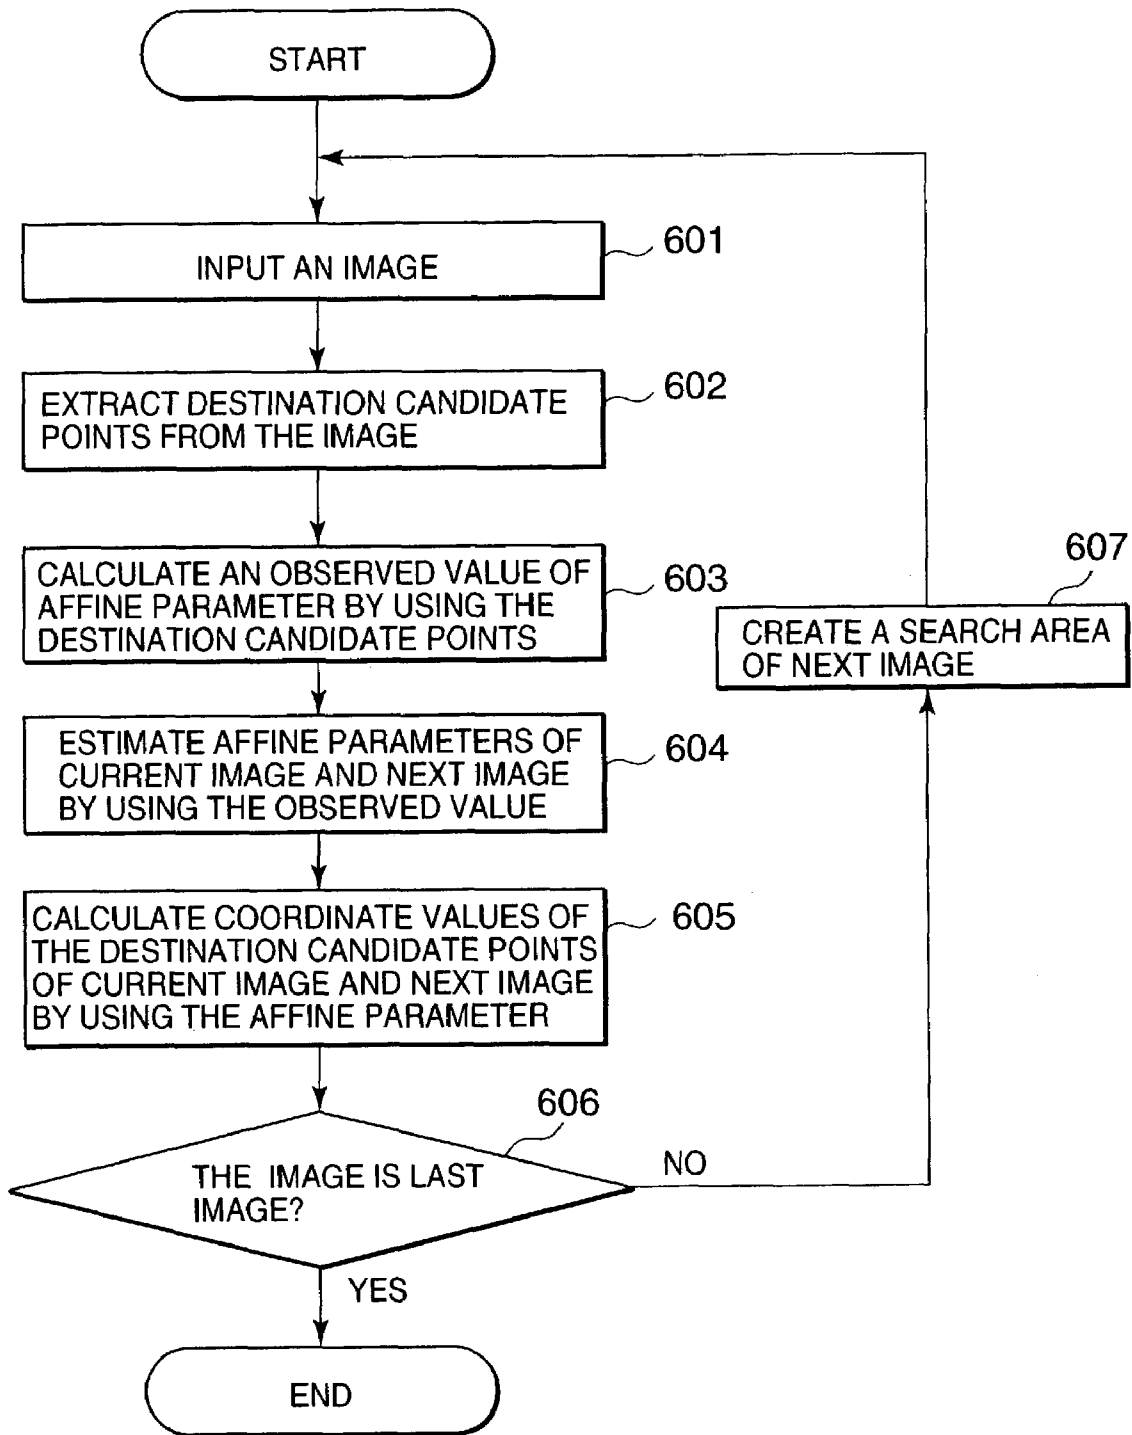 START
INPUT AN IMAGE
601
EXTRACT DESTINATION CANDIDATE
POINTS FROM THE IMAGE
602
CALCULATE AN OBSERVED VALUE OF
AFFINE PARAMETER BY USING THE
DESTINATION CANDIDATE POINTS
603
ESTIMATE AFFINE PARAMETERS OF
CURRENT IMAGE AND NEXT IMAGE
BY USING THE OBSERVED VALUE
604
CALCULATE COORDINATE VALUES OF
THE DESTINATION CANDIDATE POINTS
OF CURRENT IMAGE AND NEXT IMAGE
BY USING THE AFFINE PARAMETER
605
THE IMAGE IS LAST
IMAGE?
606
NO
YES
607
CREATE A SEARCH AREA
OF NEXT IMAGE
END